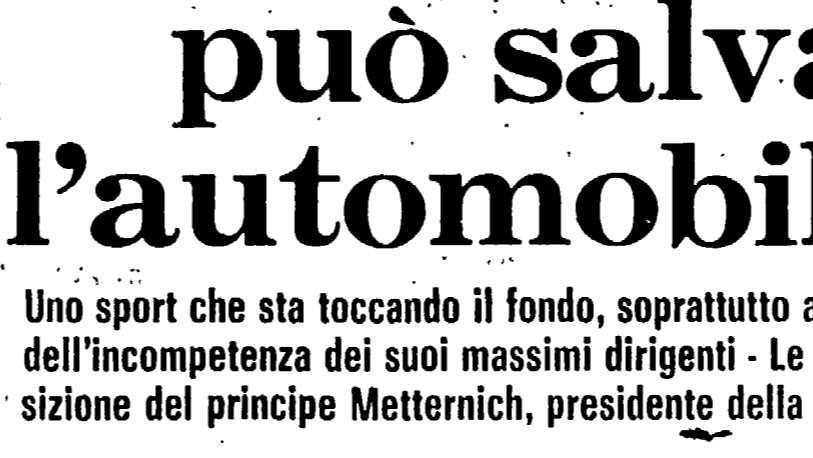 può salva
l'automobil
Uno sport che sta toccando il fondo, soprattutto a
dell'incompetenza dei suoi massimi dirigenti - Le
sizione del principe Metternich, presidente della